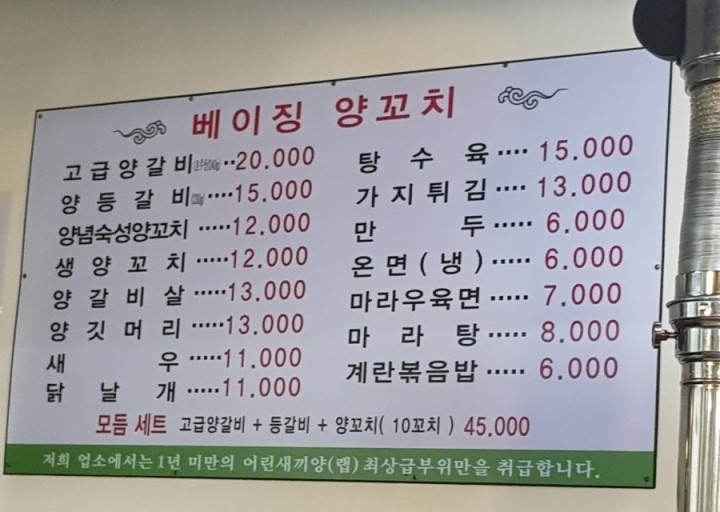 베이징 양꼬치
고급양갈비 ··20.000
양등갈비 ····15.000
양념숙성양꼬치 ·····12.000
생양꼬치 ·····12.000
양갈비살 ·····13.000
양깃머리 ·····13.000
새우 ·····11.000
닭날개 ·····11.000
탕수육 ···· 15.000
가지튀김 ···· 13.000
만두 ····· 6.000
온면(냉) ····· 6.000
마라우육면 ····· 7.000
마라탕 ····· 8.000
계란볶음밥 ····· 6.000
모듬 세트 고급양갈비 + 등갈비 + 양꼬치( 10꼬치 ) 45.000
저희 업소에서는 1년 미만의 어린새끼양(랩) 최상급부위만을 취급합니다.